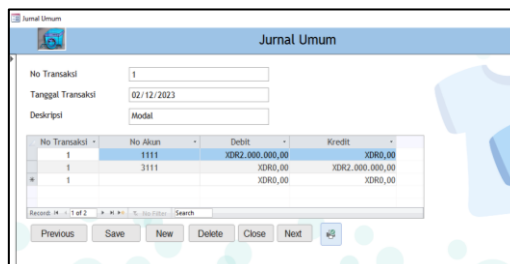 Jurnal Umum
Jurnal Umum
No Transaksi 1
Tanggal Transaksi 02/12/2023
Deskripsi Modal
No Transaksi No Akun Debit Kredit
1 1111 XDR2.000.000,00 XDR0,00
1 3111 XDR0,00 XDR2.000.000,00
* 1 XDR0,00 XDR0,00
Record: 1 of 2 No Filter Search
Previous Save New Delete Close Next